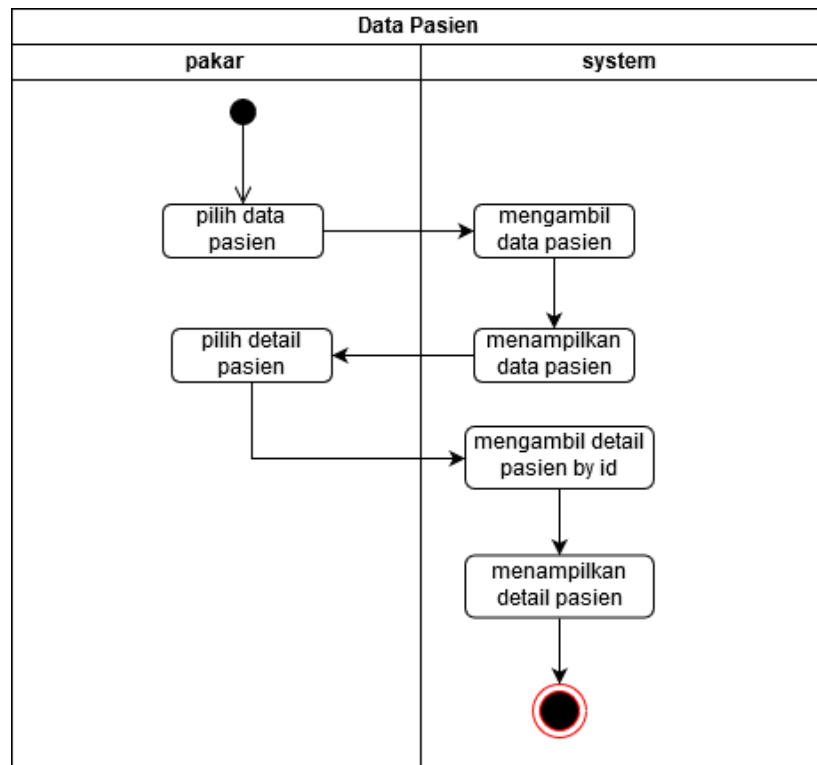 Data Pasien
pakar
system
pilih data
pasien
mengambil
data pasien
menampilkan
data pasien
pilih detail
pasien
mengambil detail
pasien by id
menampilkan
detail pasien